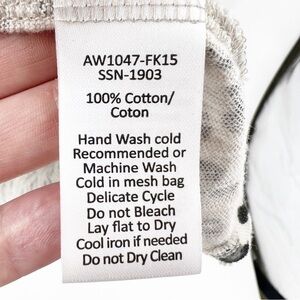 AW1047-FK15
SSN-1903
100% Cotton/
Coton
Hand Wash cold
Recommended or
Machine Wash
Cold in mesh bag
Delicate Cycle
Do not Bleach
Lay flat to Dry
Cool iron if needed
Do not Dry Clean